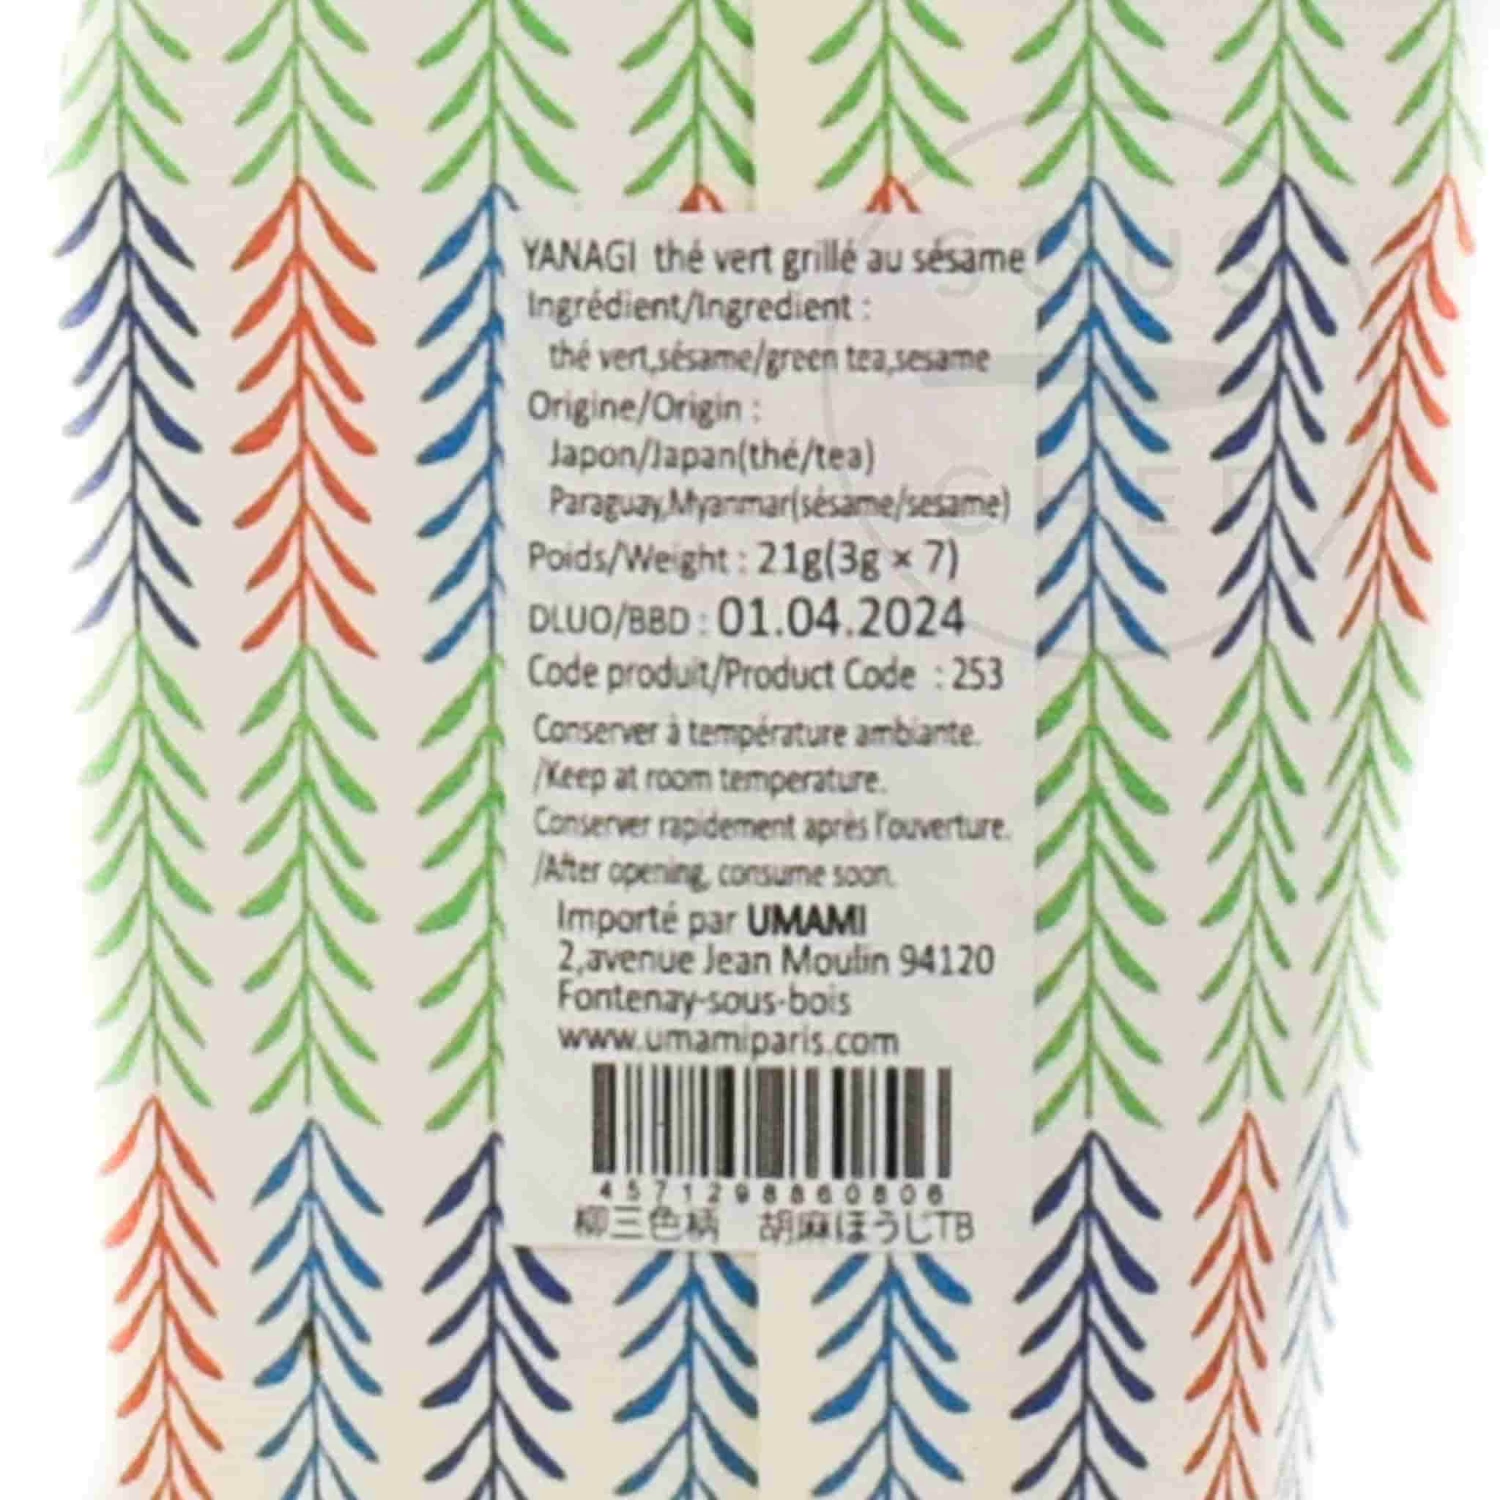 YANAGI thé vert grillé au sésame
Ingrédient/Ingredient :
thé vert,sésame/green tea,sesame
Origine/Origin :
Japon/Japan(thé/tea)
Paraguay,Myanmar(sésame/sesame)
Poids/Weight : 21g(3g × 7)
DLUO/BBD : 01.04.2024
Code produit/Product Code : 253
Conserver à température ambiante.
/Keep at room temperature.
Conserver rapidement après l'ouverture.
/After opening, consume soon.
Importé par UMAMI
2,avenue Jean Moulin 94120
Fontenay-sous-bois
www.umamiparis.com
柳三色柄 胡麻ほうじTB
SOUS
CHEF